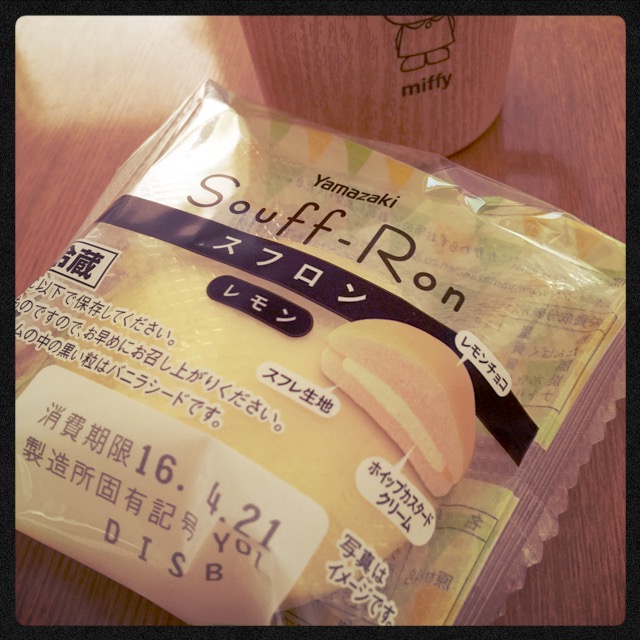 miffy
Yamazaki
Souff-Ron
スフロン
レモン
冷蔵
以下で保存してください。
ものですので、お早めにお召し上がりください。
ムの中の黒い粒はバニラシードです。
レモンチョコ
スフレ生地
ホイップカスタード
クリーム
消費期限16. 4.21
製造所固有記号 YOI
DISB
写真は
イメージです